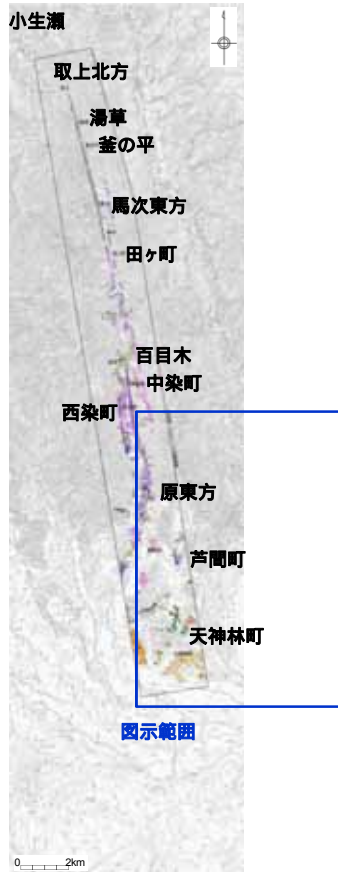 小生瀬
取上北方
湯草
釜の平
馬次東方
田ヶ町
百目木
中染町
西染町
原東方
芦間町
天神林町
図示範囲
0 2km